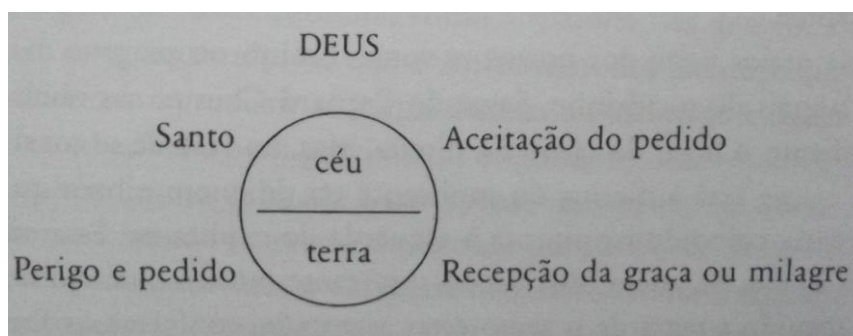 DEUS
Santo
céu
Aceitação do pedido
Perigo e pedido
terra
Recepção da graça ou milagre